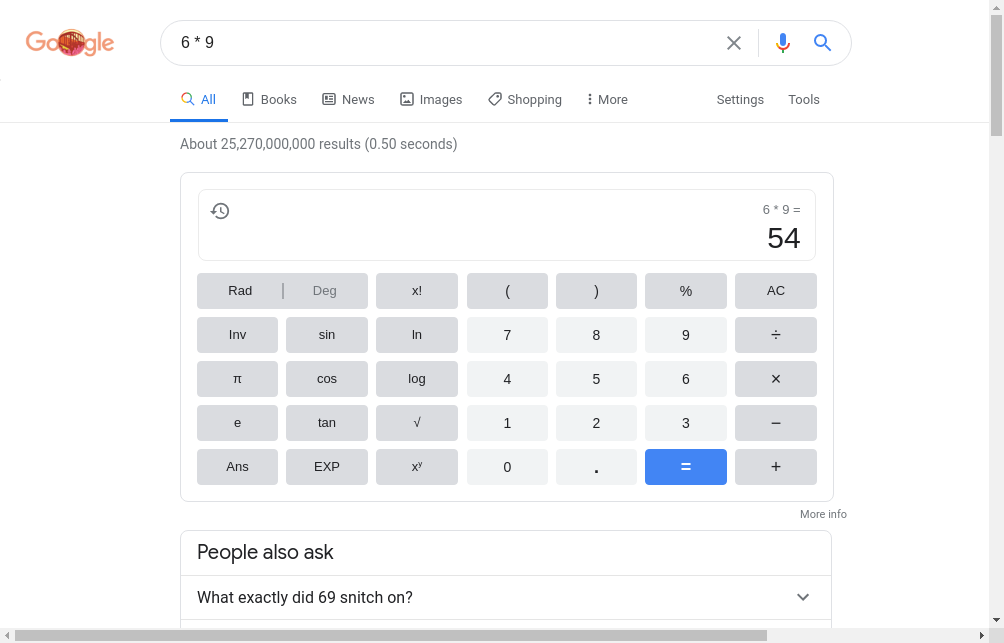 Google
6 * 9
All Books News Images Shopping More Settings Tools
About 25,270,000,000 results (0.50 seconds)
6 * 9 =
54
Rad | Deg x! ( ) % AC
Inv sin ln 7 8 9 ÷
π cos log 4 5 6 ×
e tan √ 1 2 3 −
Ans EXP xʸ 0 . = +
More info
People also ask
What exactly did 69 snitch on?